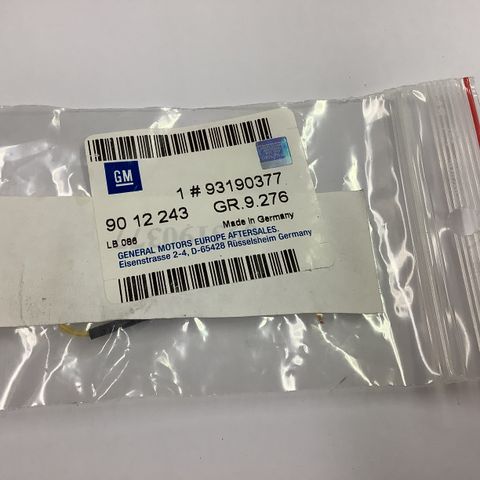 GM
1 # 93190377
90 12 243 GR.9.276
LB 086 Made in Germany
GENERAL MOTORS EUROPE AFTERSALES.
Eisenstrasse 2-4, D-65428 Rüsselsheim Germany